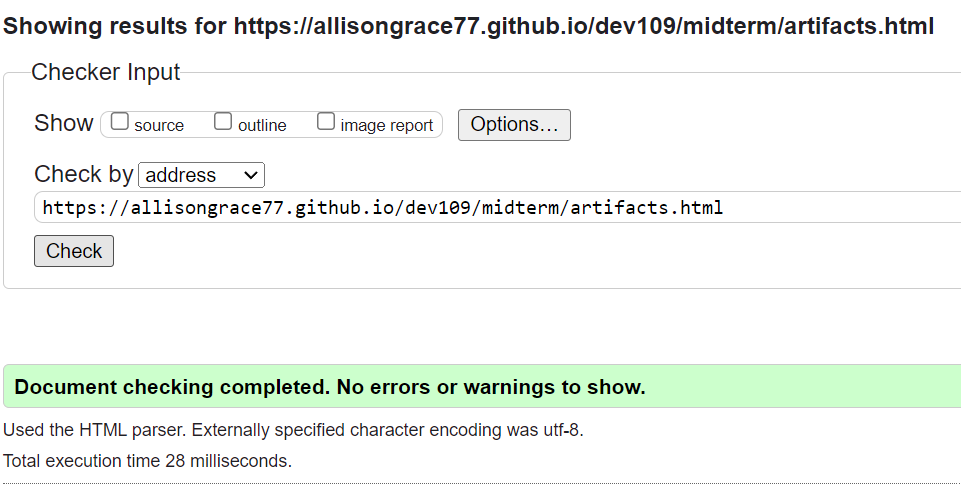 Showing results for https://allisongrace77.github.io/dev109/midterm/artifacts.html
Checker Input
Show source outline image report Options...
Check by address
https://allisongrace77.github.io/dev109/midterm/artifacts.html
Check
Document checking completed. No errors or warnings to show.
Used the HTML parser. Externally specified character encoding was utf-8.
Total execution time 28 milliseconds.